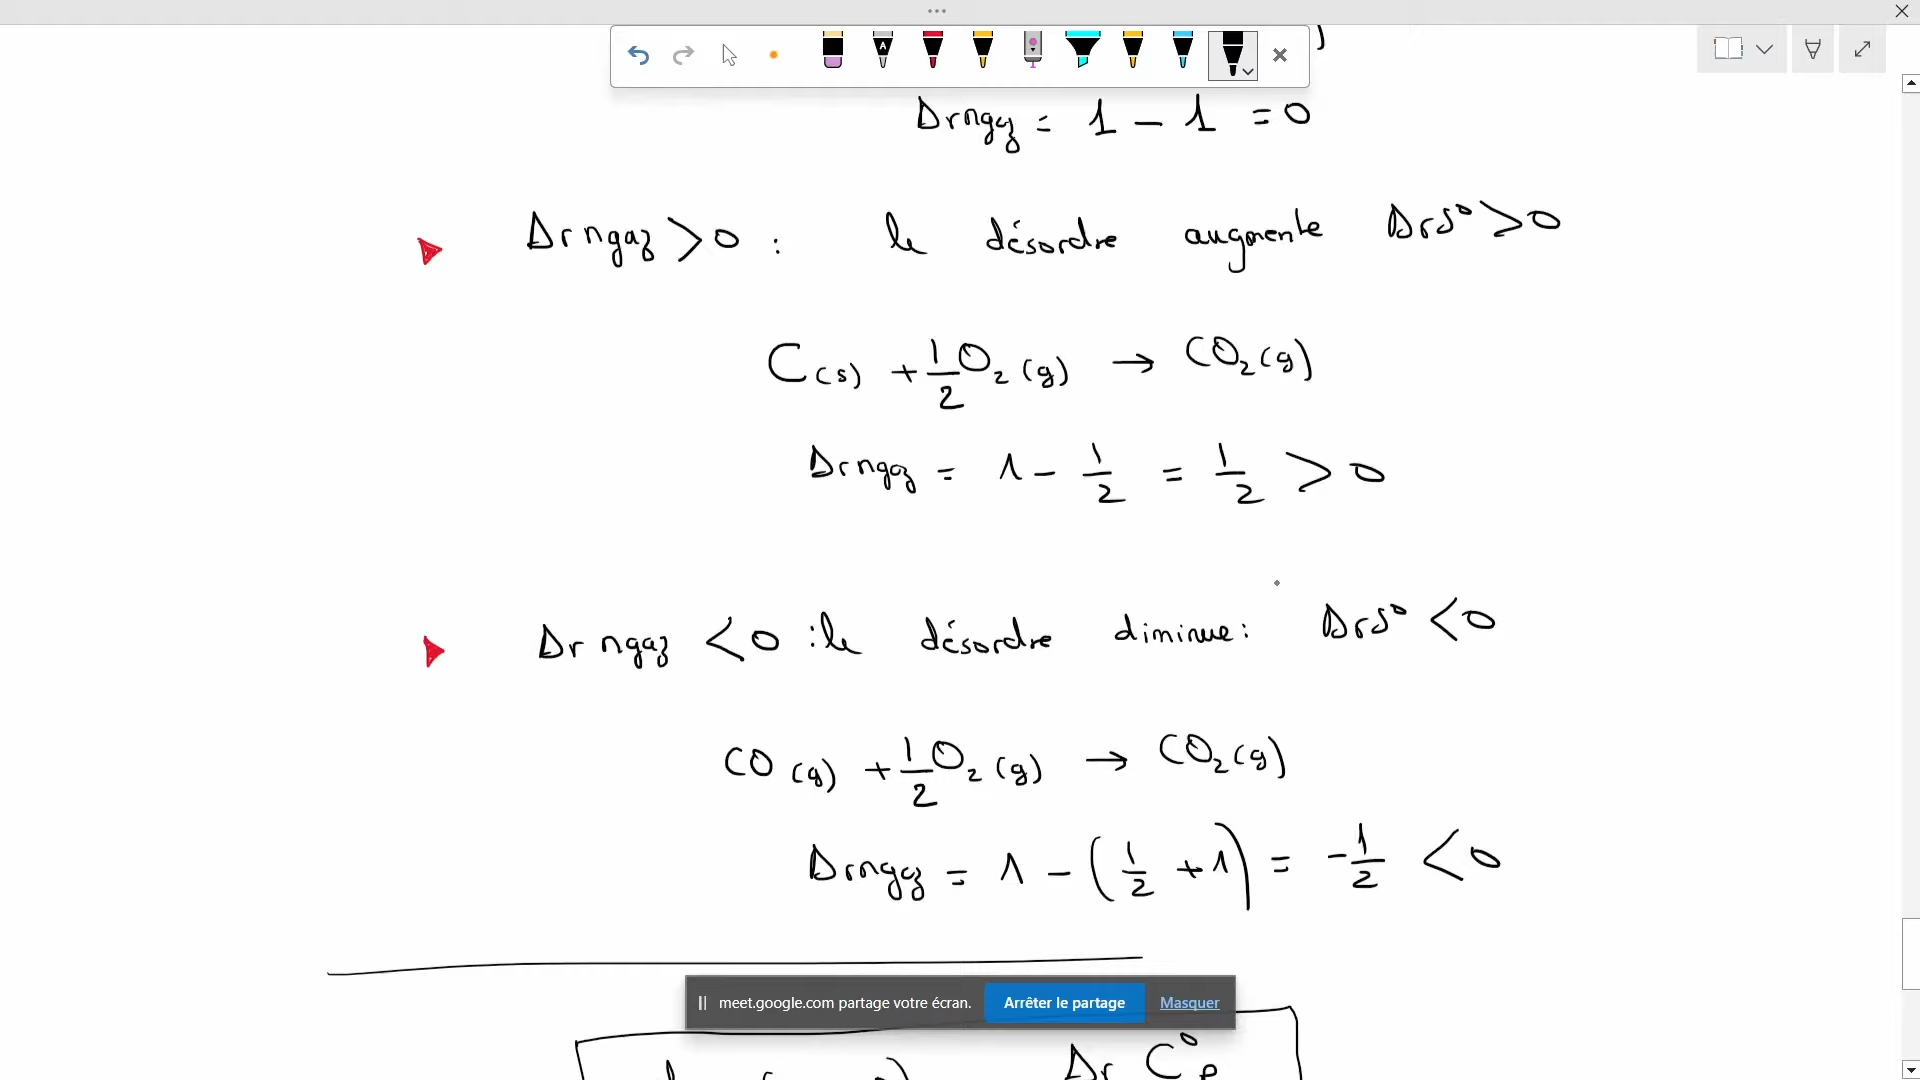 Δrngaz = 1 - 1 = 0
Δrngaz > 0 : le désordre augmente ΔrS° > 0
C(s) + 1/2 O₂(g) → CO₂(g)
Δrngaz = 1 - 1/2 = 1/2 > 0
Δrngaz < 0 : le désordre diminue : ΔrS° < 0
CO(g) + 1/2 O₂(g) → CO₂(g)
Δrngaz = 1 - (1/2 + 1) = -1/2 < 0
meet.google.com partage votre écran. Arrêter le partage Masquer
Δr C°p